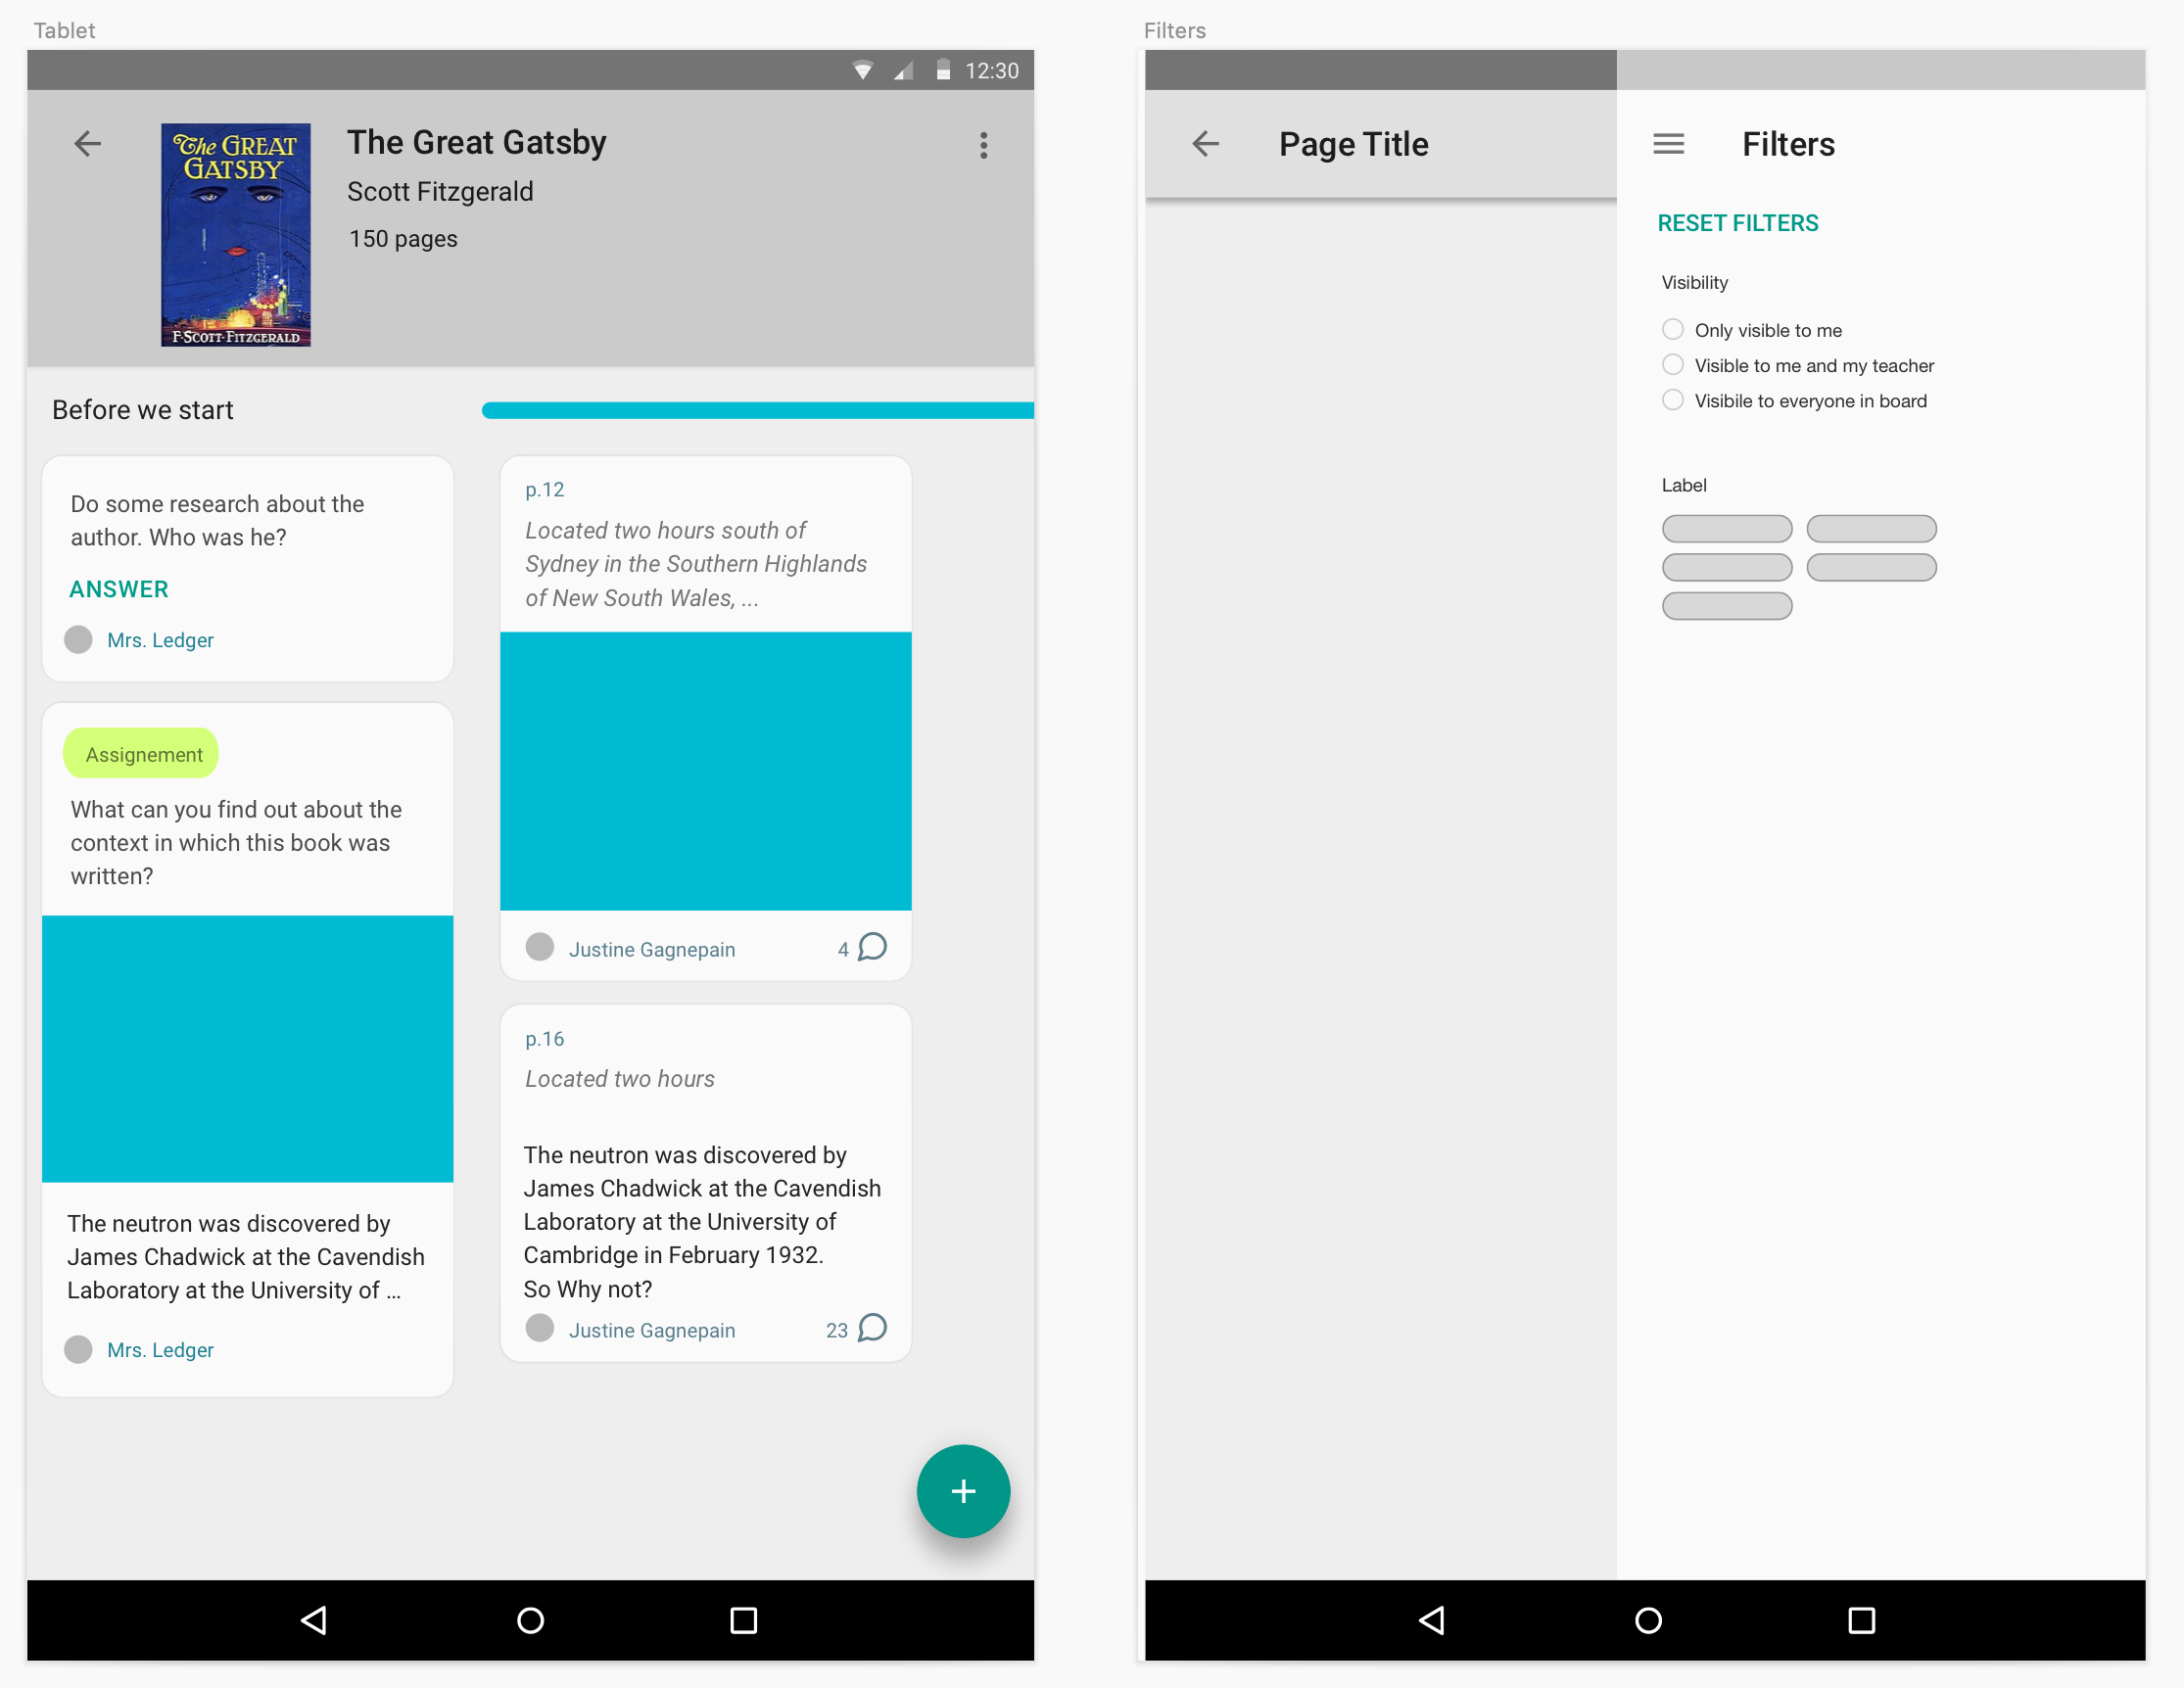 Tablet
12:30
The GREAT
GATSBY
F·SCOTT·FITZGERALD
The Great Gatsby
Scott Fitzgerald
150 pages
Before we start
Do some research about the
author. Who was he?
ANSWER
Mrs. Ledger
Assignement
What can you find out about the
context in which this book was
written?
The neutron was discovered by
James Chadwick at the Cavendish
Laboratory at the University of ...
Mrs. Ledger
p.12
Located two hours south of
Sydney in the Southern Highlands
of New South Wales, ...
Justine Gagnepain
4
p.16
Located two hours
The neutron was discovered by
James Chadwick at the Cavendish
Laboratory at the University of
Cambridge in February 1932.
So Why not?
Justine Gagnepain
23
Filters
Page Title
Filters
RESET FILTERS
Visibility
Only visible to me
Visible to me and my teacher
Visibile to everyone in board
Label